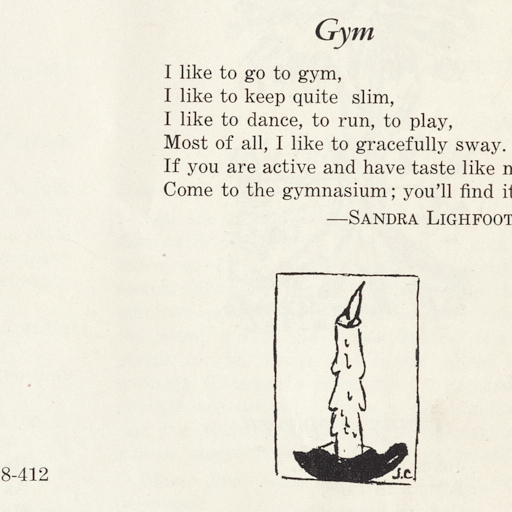 Gym
I like to go to gym,
I like to keep quite slim,
I like to dance, to run, to play,
Most of all, I like to gracefully sway.
If you are active and have taste like
Come to the gymnasium; you'll find
—SANDRA LIGHFOOT
J.C.
8-412